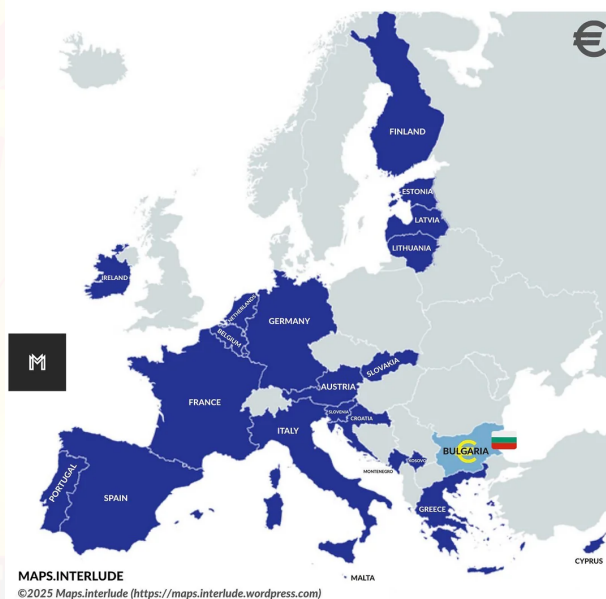 €
FINLAND
ESTONIA
LATVIA
LITHUANIA
IRELAND
NETHERLANDS
GERMANY
BELGIUM
SLOVAKIA
AUSTRIA
FRANCE
SLOVENIA
CROATIA
ITALY
BULGARIA
€
KOSOVO
MONTENEGRO
PORTUGAL
SPAIN
GREECE
CYPRUS
MALTA
M
MAPS.INTERLUDE
©2025 Maps.interlude (https://maps.interlude.wordpress.com)